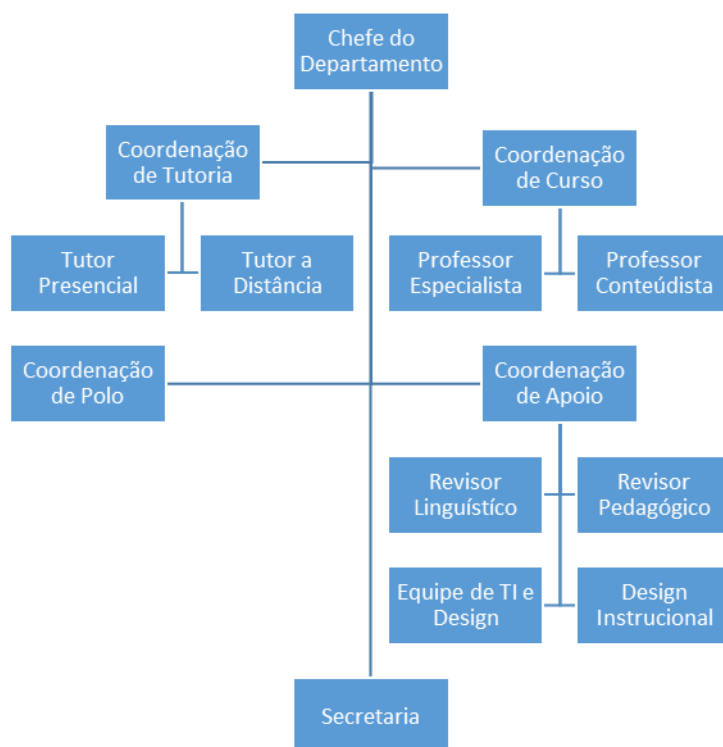 Chefe do
Departamento
Coordenação
de Tutoria
Coordenação
de Curso
Tutor
Presencial
Tutor a
Distância
Professor
Especialista
Professor
Conteúdista
Coordenação
de Polo
Coordenação
de Apoio
Revisor
Linguístíco
Revisor
Pedagógico
Equipe de TI e
Design
Design
Instrucional
Secretaria